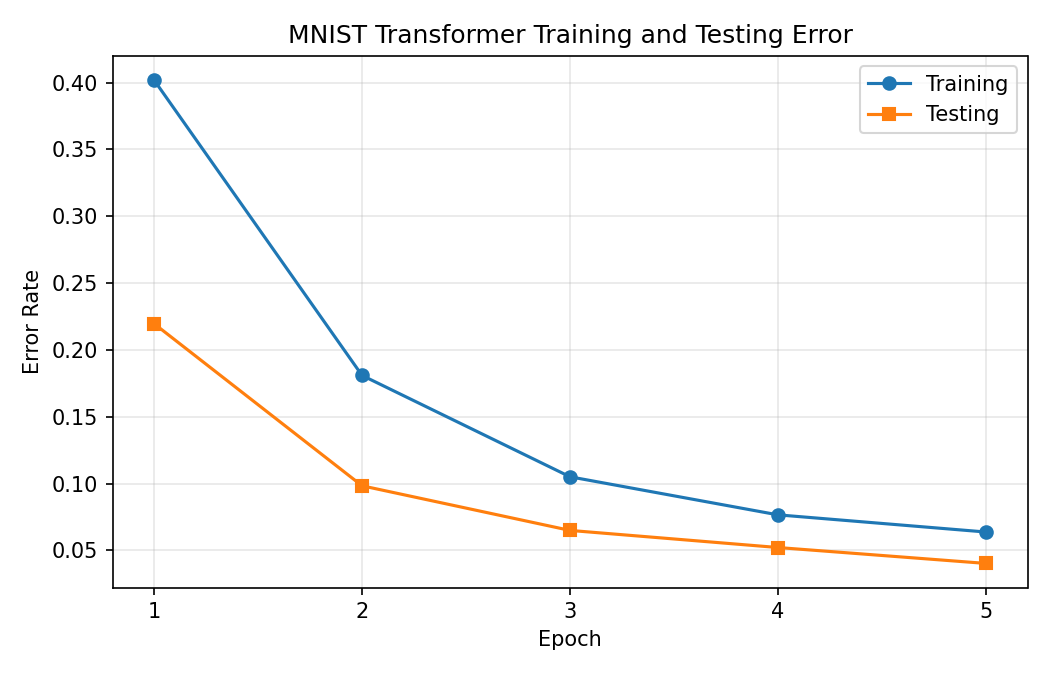 MNIST Transformer Training and Testing Error
Training
Testing
Error Rate
0.40
0.35
0.30
0.25
0.20
0.15
0.10
0.05
1 2 3 4 5
Epoch